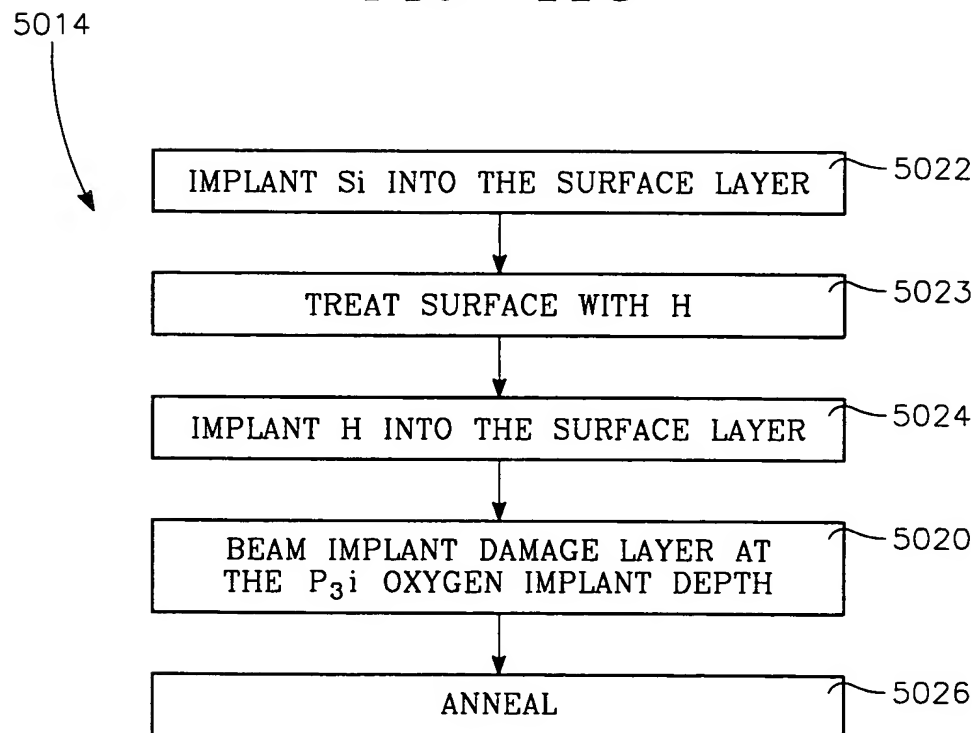 5014
IMPLANT Si INTO THE SURFACE LAYER
5022
TREAT SURFACE WITH H
5023
IMPLANT H INTO THE SURFACE LAYER
5024
BEAM IMPLANT DAMAGE LAYER AT
THE P₃i OXYGEN IMPLANT DEPTH
5020
ANNEAL
5026